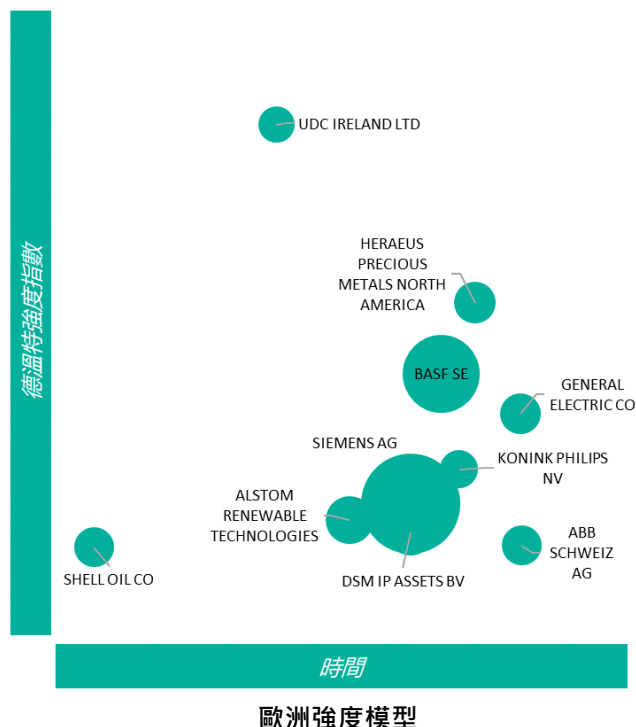 UDC IRELAND LTD
HERAEUS
PRECIOUS
METALS NORTH
AMERICA
BASF SE
GENERAL
ELECTRIC CO
SIEMENS AG
KONINK PHILIPS
NV
ALSTOM
RENEWABLE
TECHNOLOGIES
ABB
SCHWEIZ
AG
SHELL OIL CO
DSM IP ASSETS BV
德溫特強度指數
時間
歐洲強度模型